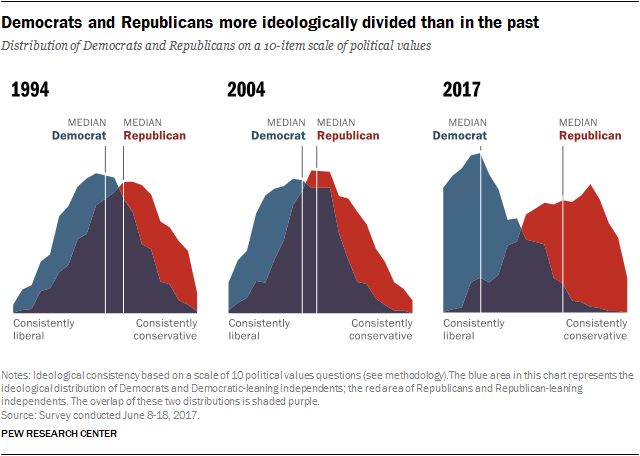 Democrats and Republicans more ideologically divided than in the past
Distribution of Democrats and Republicans on a 10-item scale of political values
1994
MEDIAN
Democrat
MEDIAN
Republican
Consistently
liberal
Consistently
conservative
2004
MEDIAN
Democrat
MEDIAN
Republican
Consistently
liberal
Consistently
conservative
2017
MEDIAN
Democrat
MEDIAN
Republican
Consistently
liberal
Consistently
conservative
Notes: Ideological consistency based on a scale of 10 political values questions (see methodology).The blue area in this chart represents the
ideological distribution of Democrats and Democratic-leaning independents; the red area of Republicans and Republican-leaning
independents. The overlap of these two distributions is shaded purple.
Source: Survey conducted June 8-18, 2017.
PEW RESEARCH CENTER